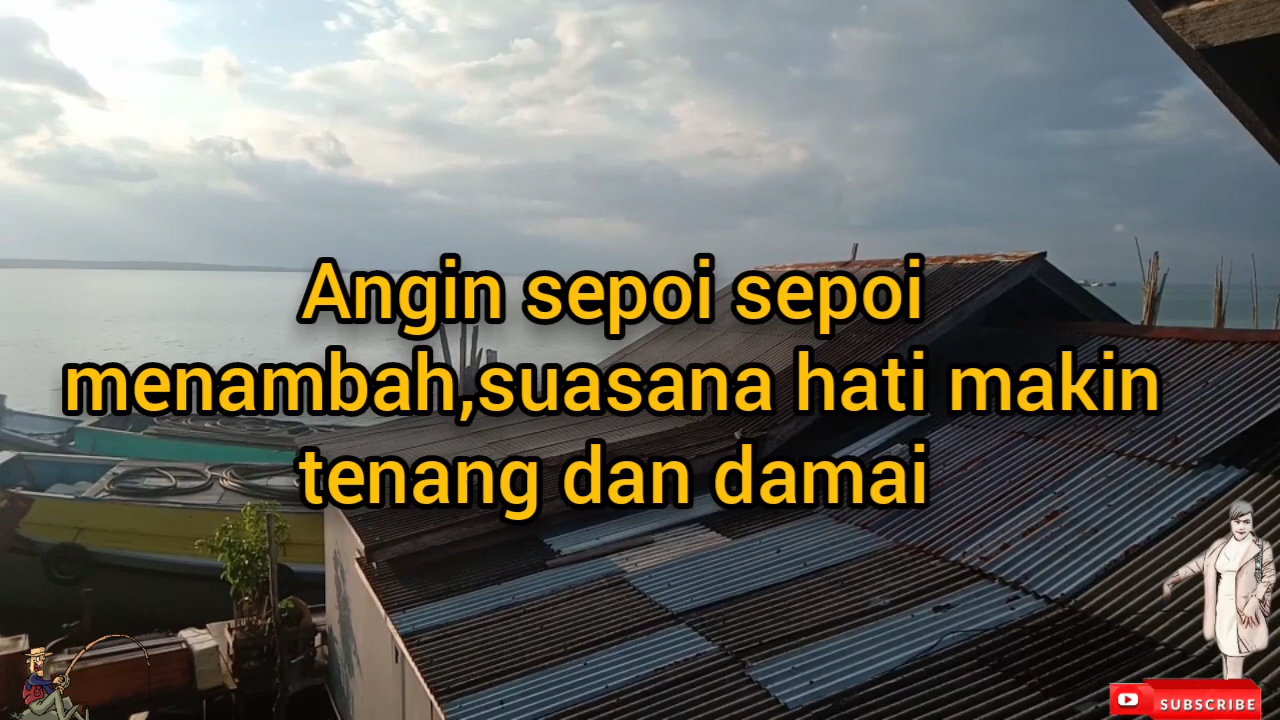 Angin sepoi sepoi
menambah,suasana hati makin
tenang dan damai
SUBSCRIBE